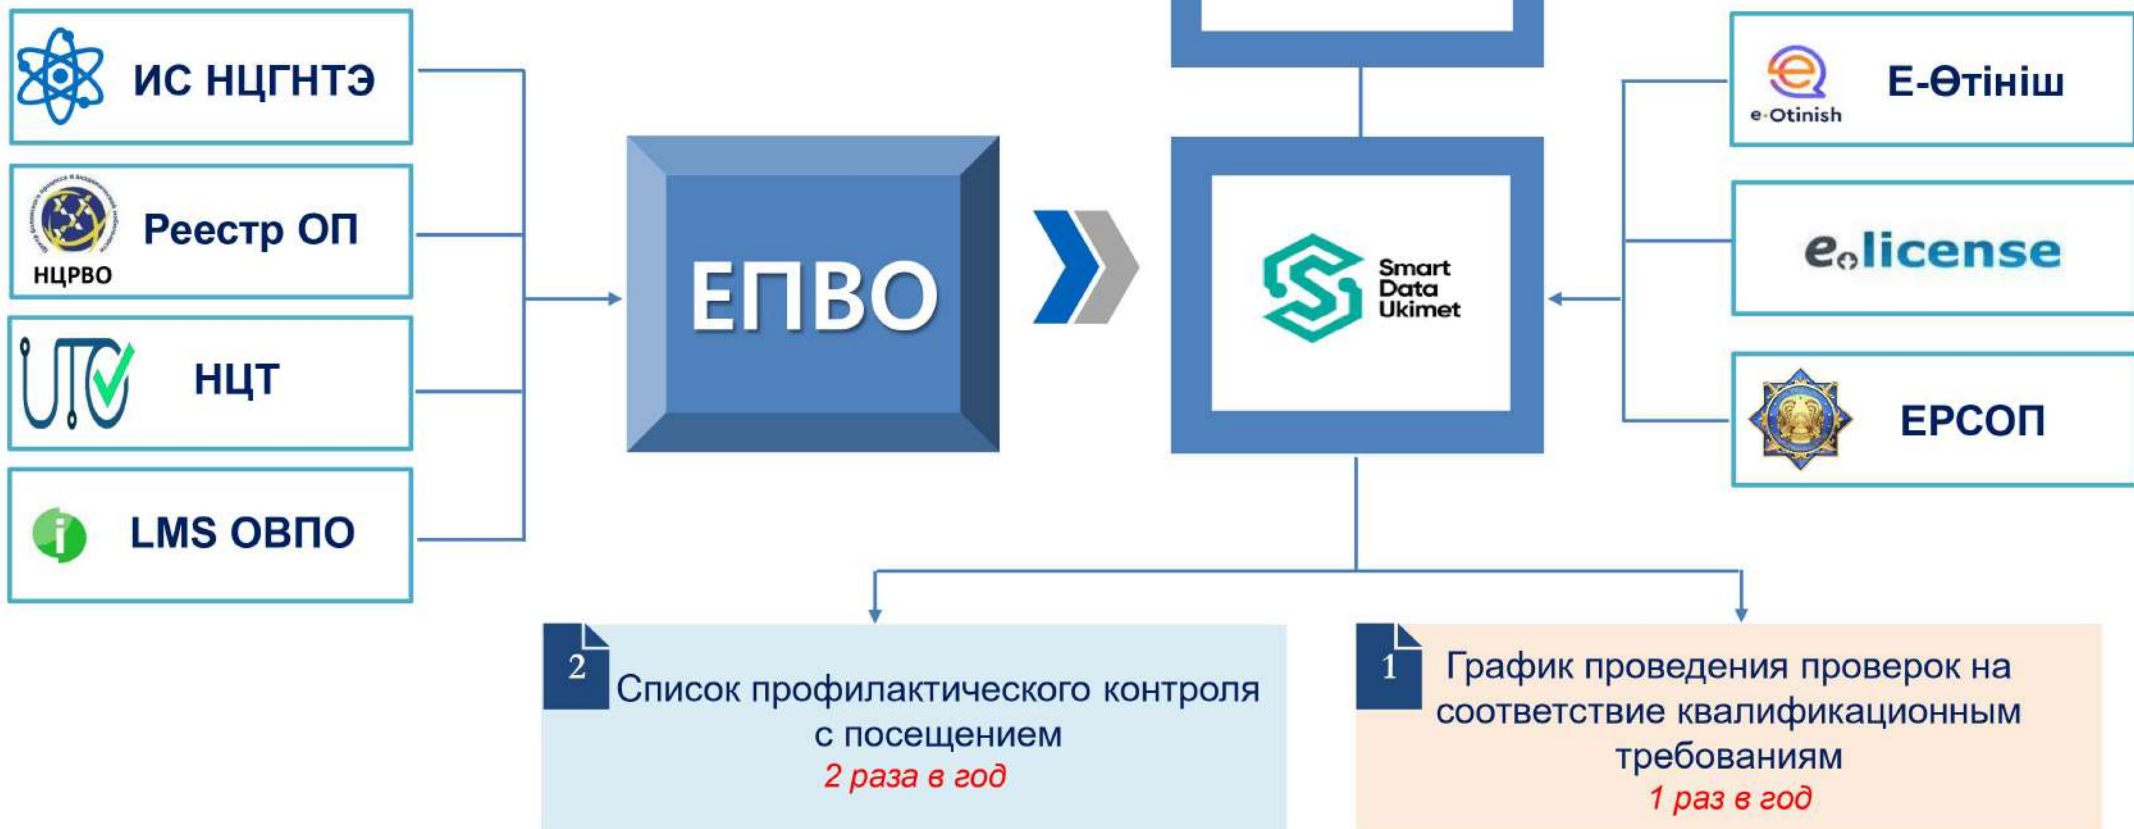 ИС НЦГНТЭ
Реестр ОП
НЦРВО
НЦТ
LMS ОВПО
ЕПВО
Smart
Data
Ukimet
e-Otinish
Е-Өтініш
e license
ЕРСОП
2
Список профилактического контроля
с посещением
2 раза в год
1
График проведения проверок на
соответствие квалификационным
требованиям
1 раз в год